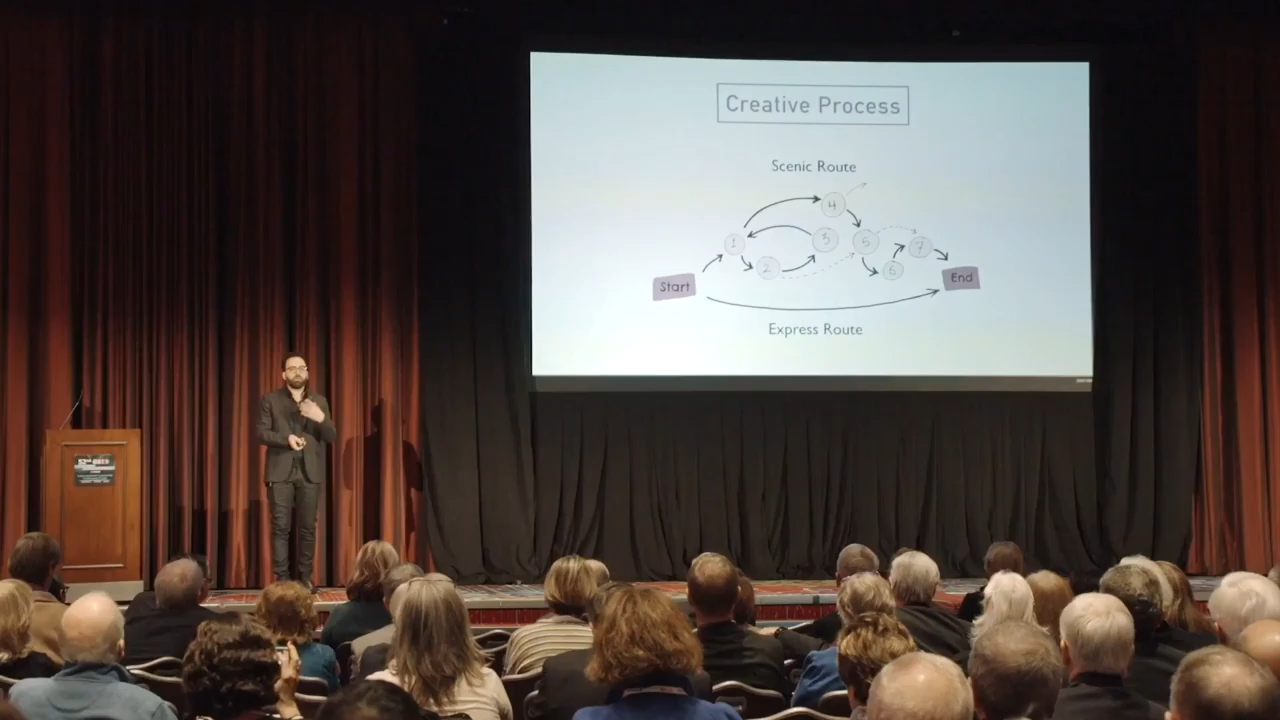 Creative Process
Scenic Route
4
1
3
5
7
2
6
Start
End
Express Route